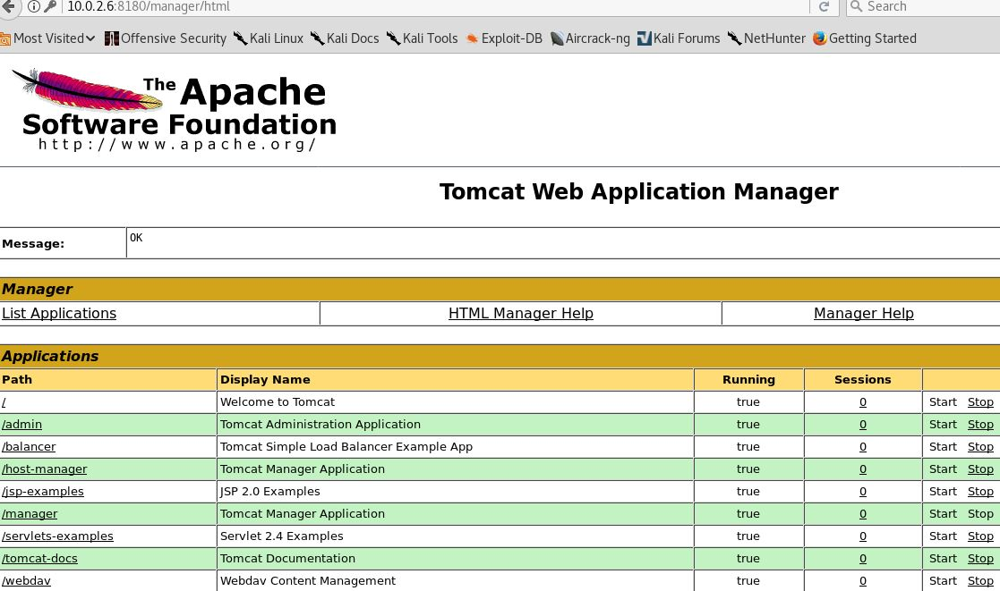 10.0.2.6:8180/manager/html Search
Most Visited Offensive Security Kali Linux Kali Docs Kali Tools Exploit-DB Aircrack-ng Kali Forums NetHunter Getting Started
The Apache
Software Foundation
http://www.apache.org/
Tomcat Web Application Manager
Message: OK
Manager
List Applications HTML Manager Help Manager Help
Applications
Path Display Name Running Sessions
/ Welcome to Tomcat true 0 Start Stop
/admin Tomcat Administration Application true 0 Start Stop
/balancer Tomcat Simple Load Balancer Example App true 0 Start Stop
/host-manager Tomcat Manager Application true 0 Start Stop
/jsp-examples JSP 2.0 Examples true 0 Start Stop
/manager Tomcat Manager Application true 0 Start Stop
/servlets-examples Servlet 2.4 Examples true 0 Start Stop
/tomcat-docs Tomcat Documentation true 0 Start Stop
/webdav Webdav Content Management true 0 Start Stop